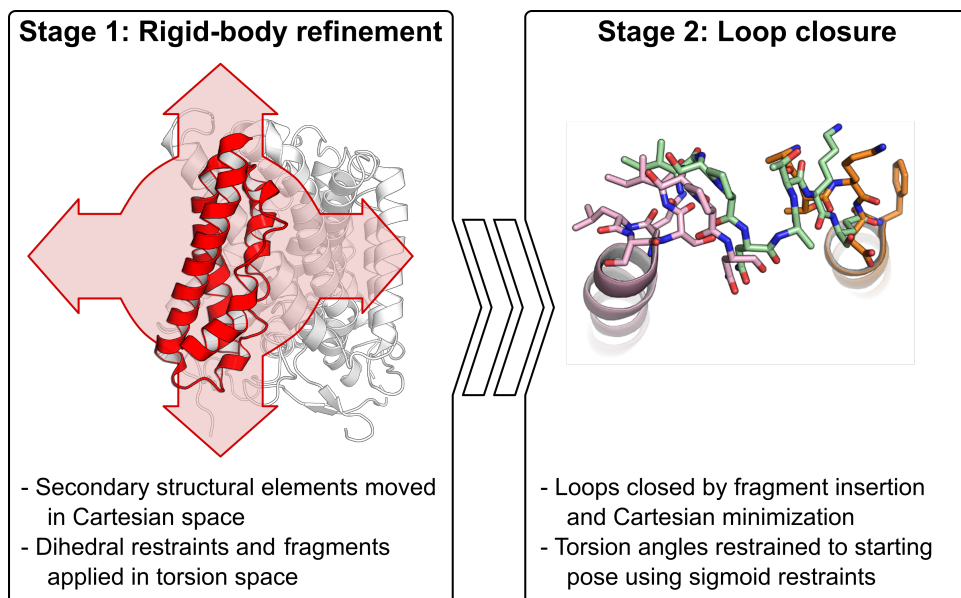 Stage 1: Rigid-body refinement
- Secondary structural elements moved
in Cartesian space
- Dihedral restraints and fragments
applied in torsion space
Stage 2: Loop closure
- Loops closed by fragment insertion
and Cartesian minimization
- Torsion angles restrained to starting
pose using sigmoid restraints